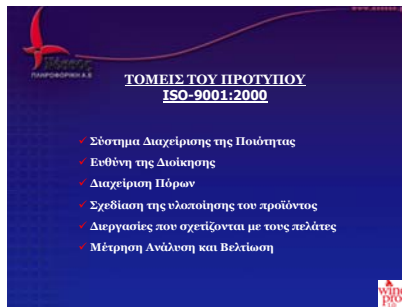 ΠΛΗΡΟΦΟΡΙΚΗ Α.Ε
ΤΟΜΕΙΣ ΤΟΥ ΠΡΟΤΥΠΟΥ
ISO-9001:2000
Σύστημα Διαχείρισης της Ποιότητας
Ευθύνη της Διοίκησης
Διαχείριση Πόρων
Σχεδίαση της υλοποίησης του προϊόντος
Διεργασίες που σχετίζονται με τους πελάτες
Μέτρηση Ανάλυση και Βελτίωση